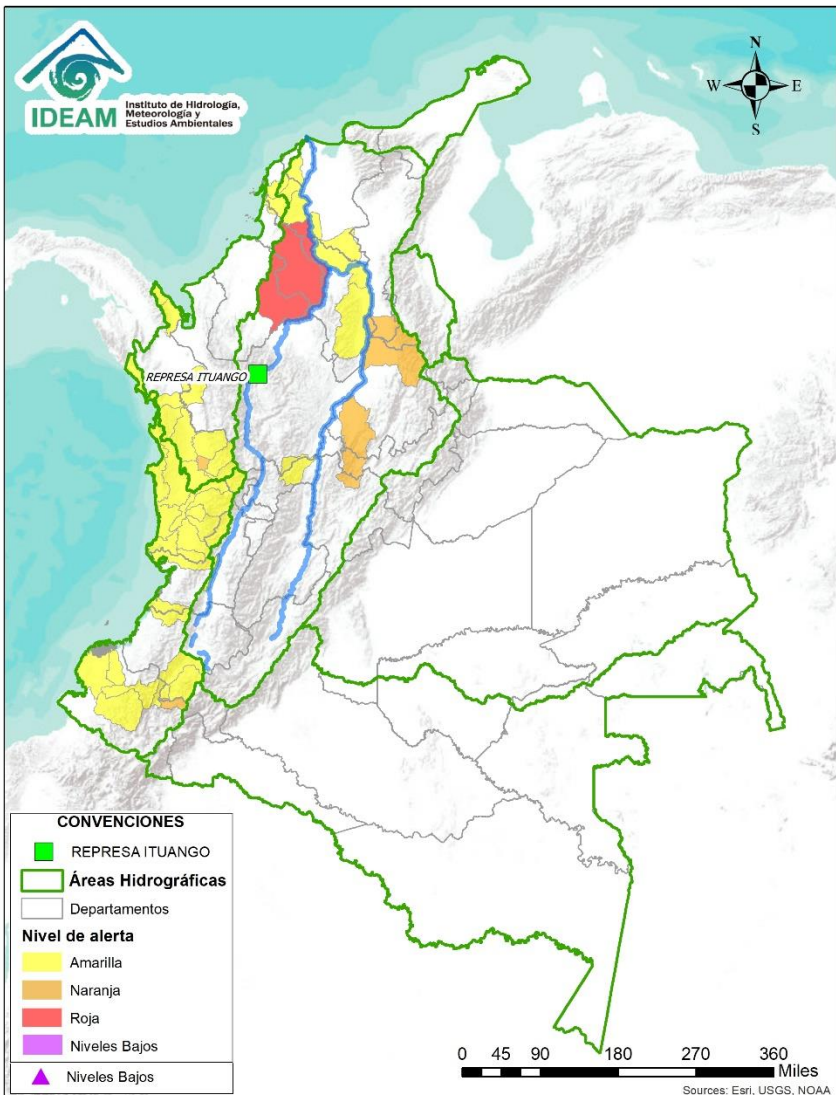 IDEAM
Instituto de Hidrología,
Meteorología y
Estudios Ambientales
N
W
E
S
REPRESA ITUANGO
CONVENCIONES
REPRESA ITUANGO
Áreas Hidrográficas
Departamentos
Nivel de alerta
Amarilla
Naranja
Roja
Niveles Bajos
Niveles Bajos
0 45 90 180 270 360
Miles
Sources: Esri, USGS, NOAA